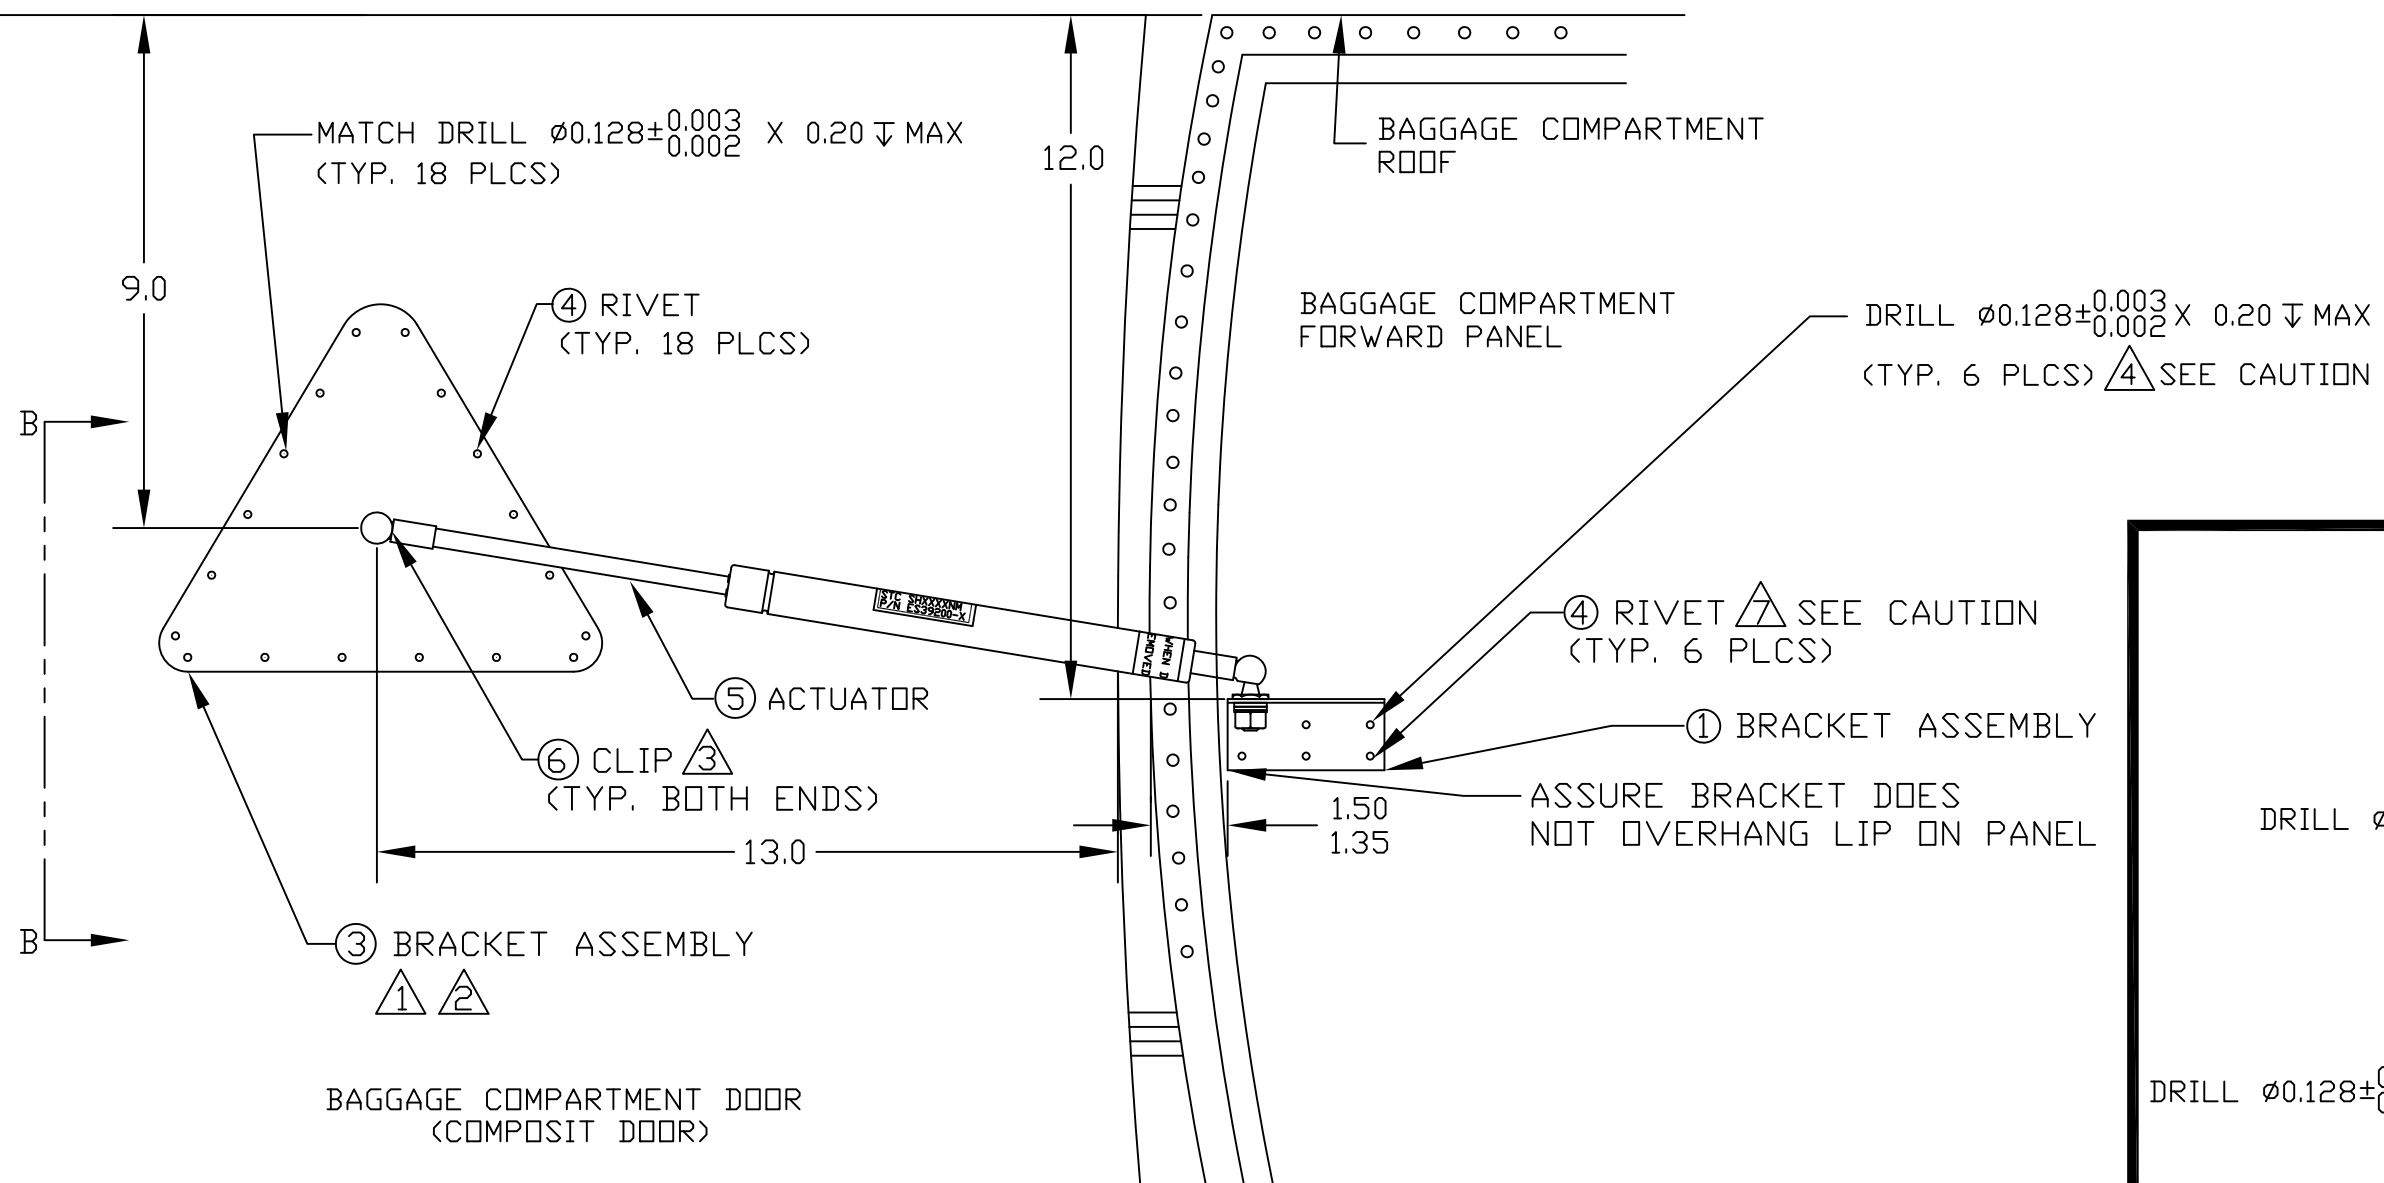 MATCH DRILL Ø0.128±0.003 0.002 X 0.20 ↧ MAX
(TYP. 18 PLCS)
12.0
BAGGAGE COMPARTMENT
ROOF
9.0
4 RIVET
(TYP. 18 PLCS)
BAGGAGE COMPARTMENT
FORWARD PANEL
DRILL Ø0.128±0.003 0.002 X 0.20 ↧ MAX
(TYP. 6 PLCS) 4 SEE CAUTION
B
STC SHXXXXNM
P/N ES39200-X
WHEN D
EMOVED
4 RIVET 7 SEE CAUTION
(TYP. 6 PLCS)
5 ACTUATOR
1 BRACKET ASSEMBLY
6 CLIP 3
(TYP. BOTH ENDS)
ASSURE BRACKET DOES
NOT OVERHANG LIP ON PANEL
1.50
1.35
13.0
DRILL Ø
B
3 BRACKET ASSEMBLY
1 2
BAGGAGE COMPARTMENT DOOR
(COMPOSIT DOOR)
DRILL Ø0.128±